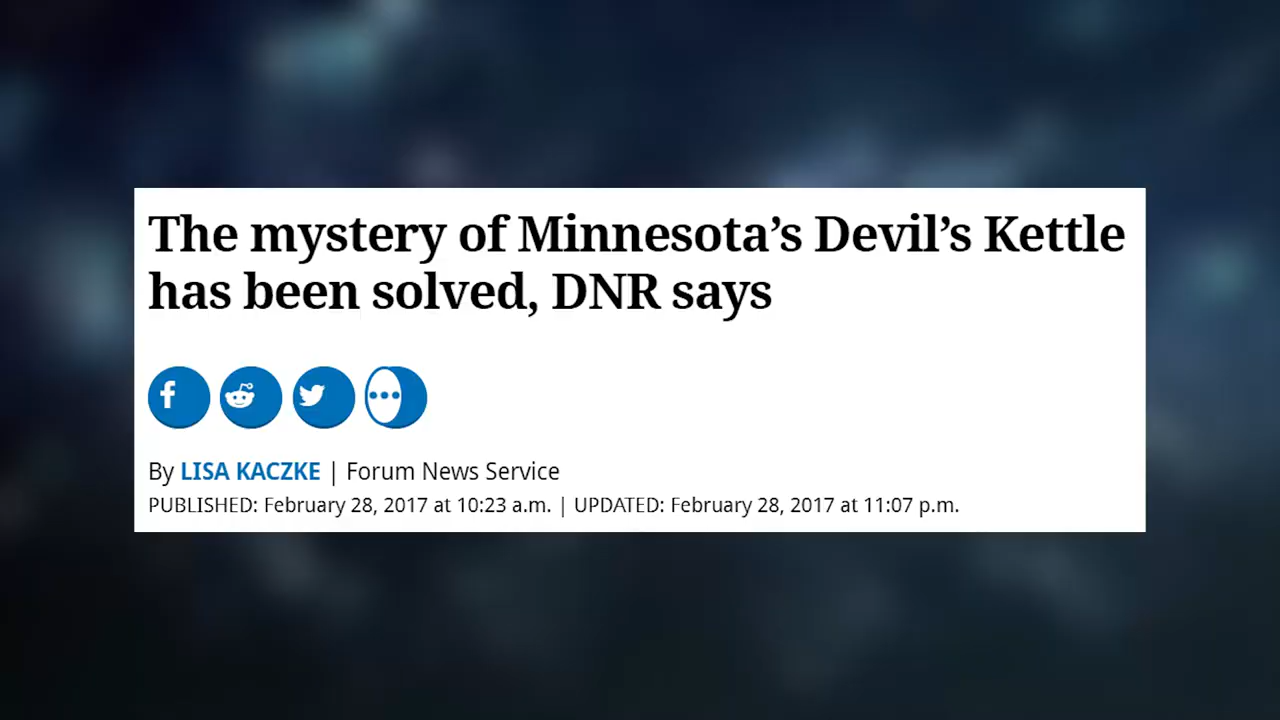 The mystery of Minnesota’s Devil’s Kettle
has been solved, DNR says
By LISA KACZKE | Forum News Service
PUBLISHED: February 28, 2017 at 10:23 a.m. | UPDATED: February 28, 2017 at 11:07 p.m.